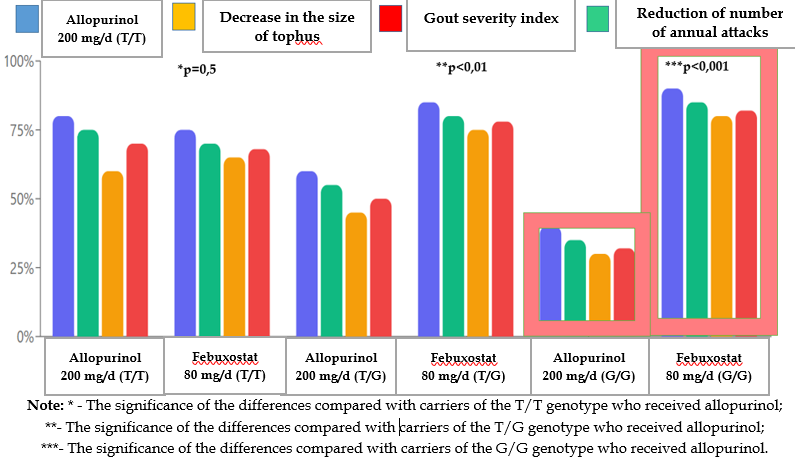 Allopurinol
200 mg/d (T/T)
Decrease in the size
of tophus
Gout severity index
Reduction of number
of annual attacks
100%
75%
50%
25%
0%
*p=0,5
**p<0,01
***p<0,001
Allopurinol
200 mg/d (T/T)
Febuxostat
80 mg/d (T/T)
Allopurinol
200 mg/d (T/G)
Febuxostat
80 mg/d (T/G)
Allopurinol
200 mg/d (G/G)
Febuxostat
80 mg/d (G/G)
Note: * - The significance of the differences compared with carriers of the T/T genotype who received allopurinol;
**- The significance of the differences compared with carriers of the T/G genotype who received allopurinol;
***- The significance of the differences compared with carriers of the G/G genotype who received allopurinol.